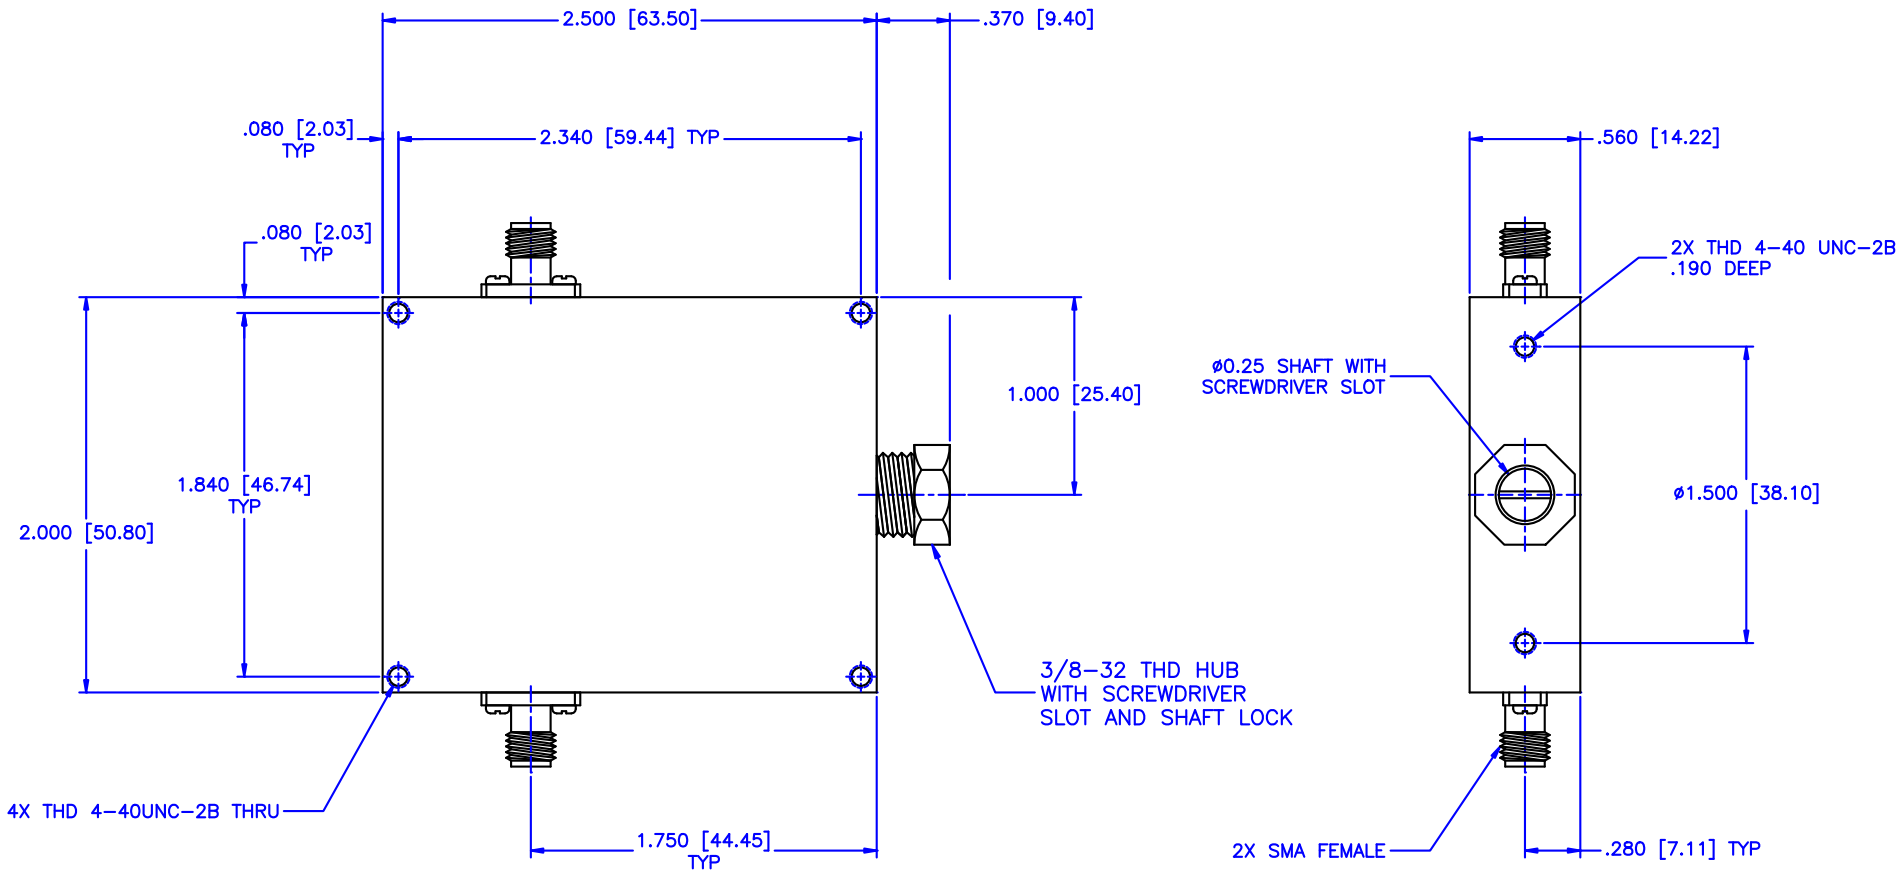 2.500 [63.50]
.370 [9.40]
.080 [2.03]
TYP
2.340 [59.44] TYP
.560 [14.22]
.080 [2.03]
TYP
2X THD 4-40 UNC-2B
.190 DEEP
ø0.25 SHAFT WITH
SCREWDRIVER SLOT
1.000 [25.40]
1.840 [46.74]
TYP
ø1.500 [38.10]
2.000 [50.80]
3/8-32 THD HUB
WITH SCREWDRIVER
SLOT AND SHAFT LOCK
4X THD 4-40UNC-2B THRU
1.750 [44.45]
TYP
2X SMA FEMALE
.280 [7.11] TYP